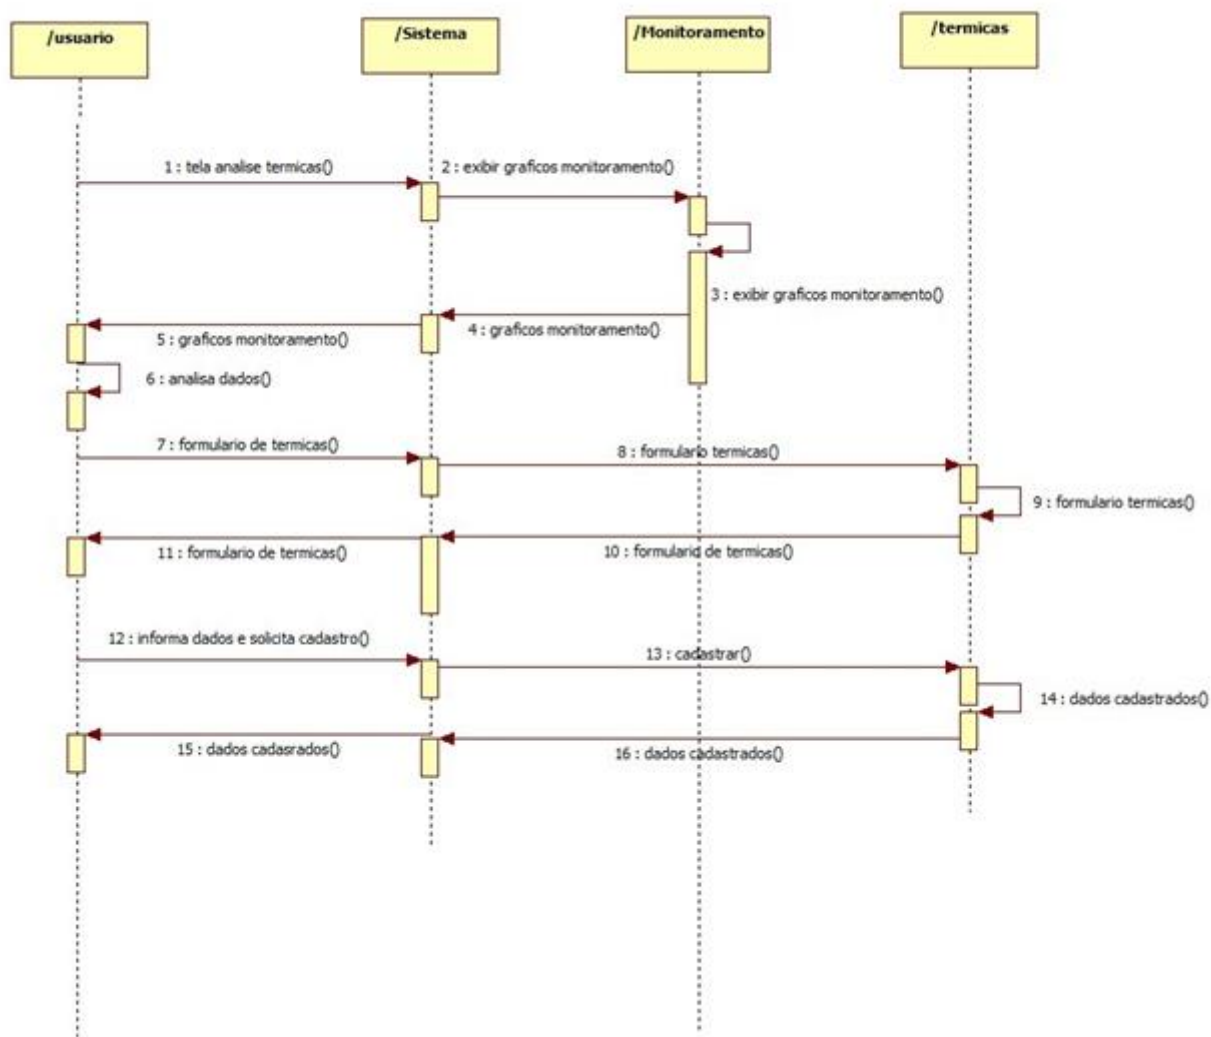 /usuario
/Sistema
/Monitoramento
/termicas
1 : tela analise termicas()
2 : exibir graficos monitoramento()
3 : exibir graficos monitoramento()
4 : graficos monitoramento()
5 : graficos monitoramento()
6 : analisa dados()
7 : formulario de termicas()
8 : formulario termicas()
9 : formulario termicas()
10 : formulario de termicas()
11 : formulario de termicas()
12 : informa dados e solicita cadastro()
13 : cadastrar()
14 : dados cadastrados()
15 : dados cadasrados()
16 : dados cadastrados()